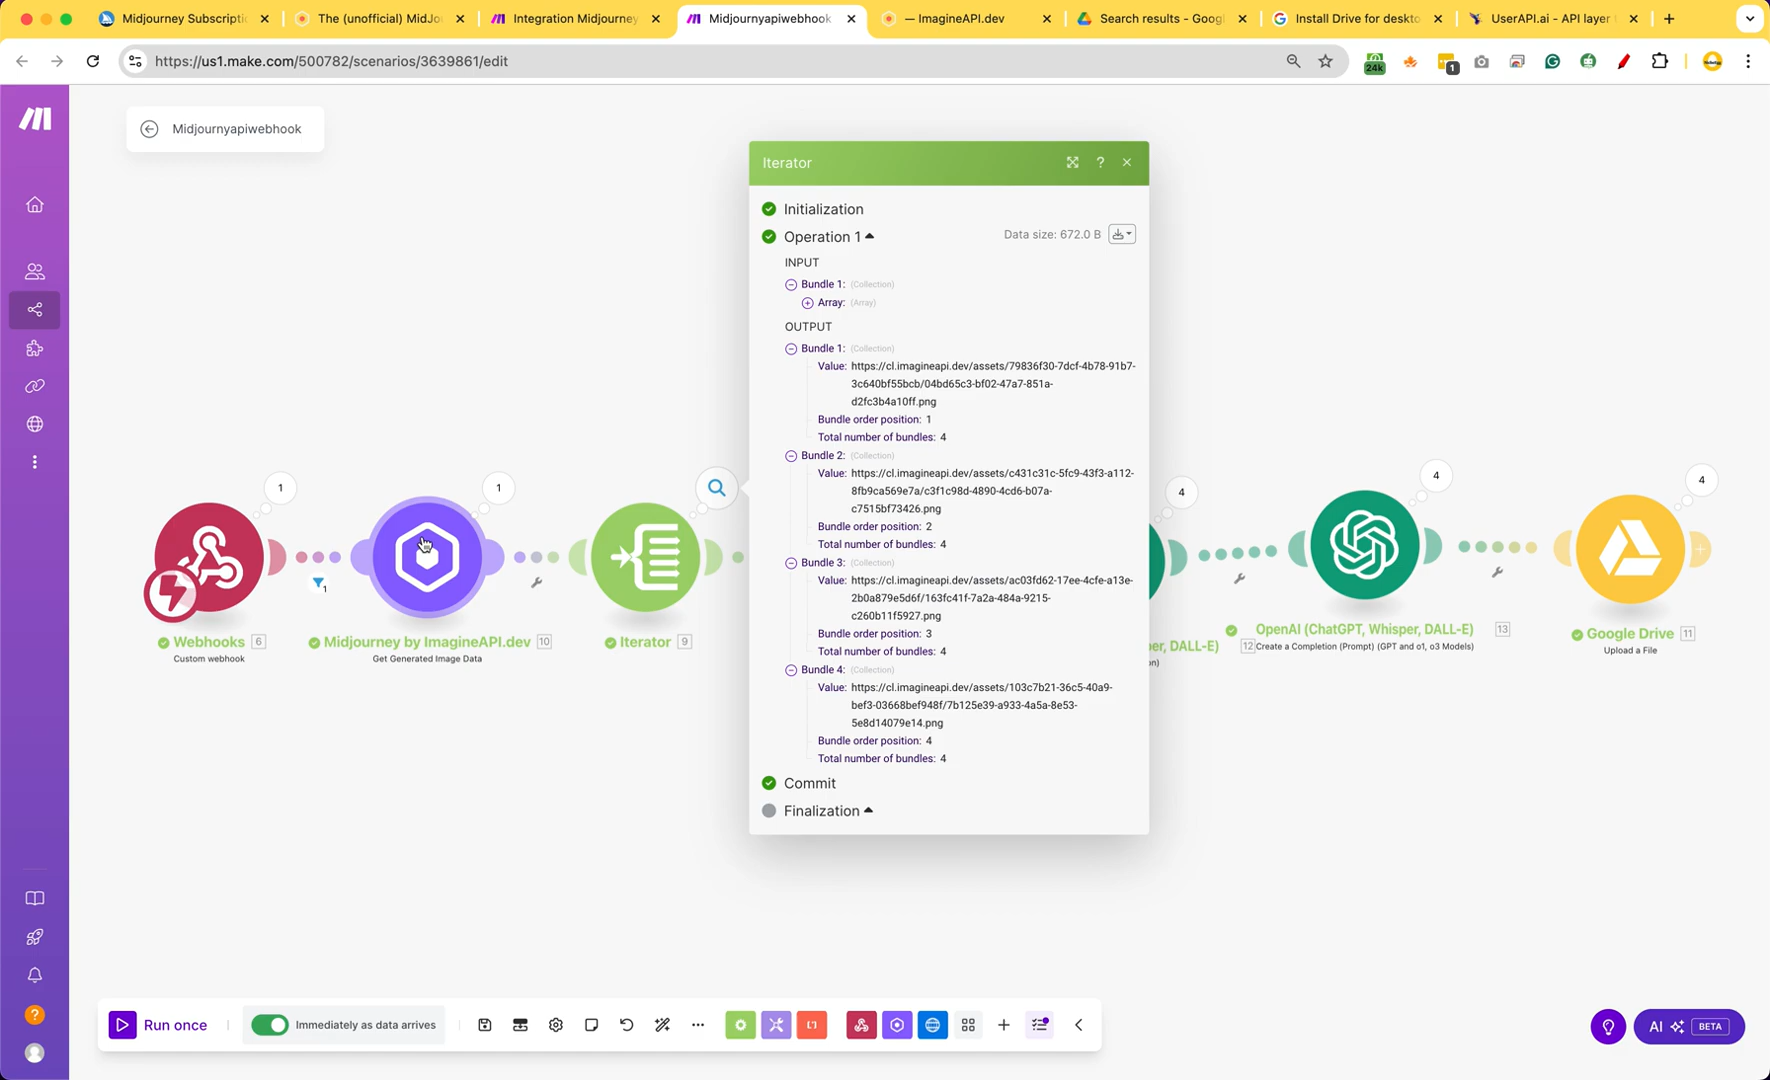 Midjourney Subscripti
The (unofficial) MidJo
Integration Midjourney
Midjournyapiwebhook
— ImagineAPI.dev
Search results - Googl
Install Drive for deskto
UserAPI.ai - API layer
https://us1.make.com/500782/scenarios/3639861/edit
24k
1
Midjournyapiwebhook
Iterator
?
Initialization
Operation 1
Data size: 672.0 B
INPUT
Bundle 1: (Collection)
Array: (Array)
OUTPUT
Bundle 1: (Collection)
Value: https://cl.imagineapi.dev/assets/79836f30-7dcf-4b78-91b7-
3c640bf55bcb/04bd65c3-bf02-47a7-851a-
d2fc3b4a10ff.png
Bundle order position: 1
Total number of bundles: 4
Bundle 2: (Collection)
Value: https://cl.imagineapi.dev/assets/c431c31c-5fc9-43f3-a112-
8fb9ca569e7a/c3f1c98d-4890-4cd6-b07a-
c7515bf73426.png
Bundle order position: 2
Total number of bundles: 4
Bundle 3: (Collection)
Value: https://cl.imagineapi.dev/assets/ac03fd62-17ee-4cfe-a13e-
2b0a879e5d6f/163fc41f-7a2a-484a-9215-
c260b11f5927.png
Bundle order position: 3
Total number of bundles: 4
Bundle 4: (Collection)
Value: https://cl.imagineapi.dev/assets/103c7b21-36c5-40a9-
bef3-03668bef948f/7b125e39-a933-4a5a-8e53-
5e8d14079e14.png
Bundle order position: 4
Total number of bundles: 4
Commit
Finalization
1
1
4
4
4
1
Webhooks 6
Custom webhook
Midjourney by ImagineAPI.dev 10
Get Generated Image Data
Iterator 9
er, DALL-E) 12
on)
OpenAI (ChatGPT, Whisper, DALL-E) 13
Create a Completion (Prompt) (GPT and o1, o3 Models)
Google Drive 11
Upload a File
?
Run once
Immediately as data arrives
AI BETA